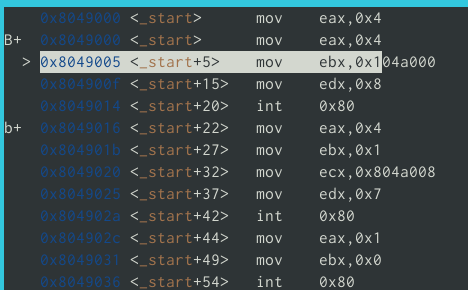 0x8049000 <_start> mov eax,0x4
B+ 0x8049000 <_start> mov eax,0x4
> 0x8049005 <_start+5> mov ebx,0x104a000
0x804900f <_start+15> mov edx,0x8
0x8049014 <_start+20> int 0x80
b+ 0x8049016 <_start+22> mov eax,0x4
0x804901b <_start+27> mov ebx,0x1
0x8049020 <_start+32> mov ecx,0x804a008
0x8049025 <_start+37> mov edx,0x7
0x804902a <_start+42> int 0x80
0x804902c <_start+44> mov eax,0x1
0x8049031 <_start+49> mov ebx,0x0
0x8049036 <_start+54> int 0x80